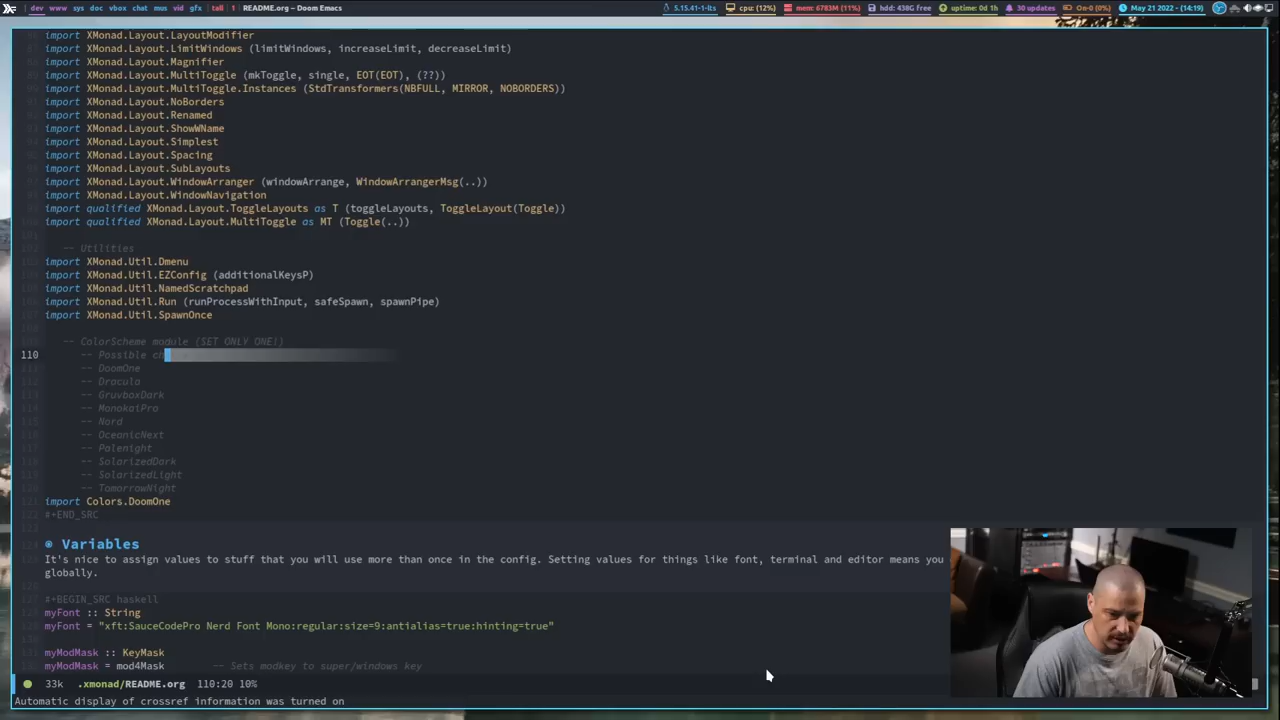 dev www sys doc vbox chat mus vid gfx | tall | 1 | README.org – Doom Emacs
5.15.41-1-lts cpu: (12%) mem: 6783M (11%) hdd: 438G free uptime: 0d 1h 30 updates On-0 (0%) May 21 2022 - (14:19)
import XMonad.Layout.LayoutModifier
import XMonad.Layout.LimitWindows (limitWindows, increaseLimit, decreaseLimit)
import XMonad.Layout.Magnifier
import XMonad.Layout.MultiToggle (mkToggle, single, EOT(EOT), (??))
import XMonad.Layout.MultiToggle.Instances (StdTransformers(NBFULL, MIRROR, NOBORDERS))
import XMonad.Layout.NoBorders
import XMonad.Layout.Renamed
import XMonad.Layout.ShowWName
import XMonad.Layout.Simplest
import XMonad.Layout.Spacing
import XMonad.Layout.SubLayouts
import XMonad.Layout.WindowArranger (windowArrange, WindowArrangerMsg(..))
import XMonad.Layout.WindowNavigation
import qualified XMonad.Layout.ToggleLayouts as T (toggleLayouts, ToggleLayout(Toggle))
import qualified XMonad.Layout.MultiToggle as MT (Toggle(..))
-- Utilities
import XMonad.Util.Dmenu
import XMonad.Util.EZConfig (additionalKeysP)
import XMonad.Util.NamedScratchpad
import XMonad.Util.Run (runProcessWithInput, safeSpawn, spawnPipe)
import XMonad.Util.SpawnOnce
-- ColorScheme module (SET ONLY ONE!)
110 -- Possible ch
-- DoomOne
-- Dracula
-- GruvboxDark
-- MonokaiPro
-- Nord
-- OceanicNext
-- Palenight
-- SolarizedDark
-- SolarizedLight
-- TomorrowNight
import Colors.DoomOne
#+END_SRC
Variables
It's nice to assign values to stuff that you will use more than once in the config. Setting values for things like font, terminal and editor means you
globally.
#+BEGIN_SRC haskell
myFont :: String
myFont = "xft:SauceCodePro Nerd Font Mono:regular:size=9:antialias=true:hinting=true"
myModMask :: KeyMask
myModMask = mod4Mask -- Sets modkey to super/windows key
33k .xmonad/README.org 110:20 10%
Automatic display of crossref information was turned on